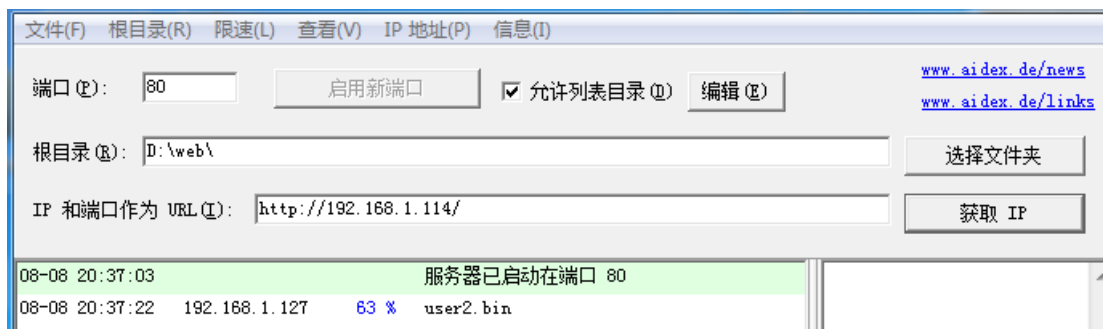 文件(F) 根目录(R) 限速(L) 查看(V) IP 地址(P) 信息(I)
端口(P): 80 启用新端口 允许列表目录(D) 编辑(E) www.aidex.de/news
www.aidex.de/links
根目录(R): D:\web\ 选择文件夹
IP 和端口作为 URL(I): http://192.168.1.114/ 获取 IP
08-08 20:37:03 服务器已启动在端口 80
08-08 20:37:22 192.168.1.127 63 % user2.bin